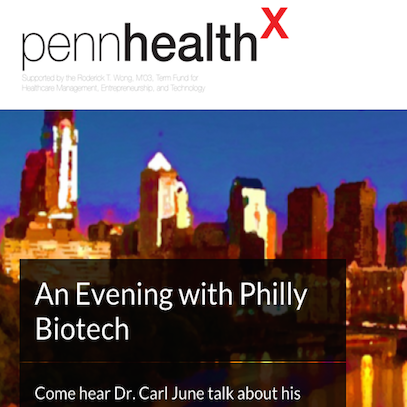 pennhealthX
Supported by the Roderick T. Wong, M'03, Term Fund for
Healthcare Management, Entrepreneurship, and Technology
An Evening with Philly
Biotech
Come hear Dr. Carl June talk about his